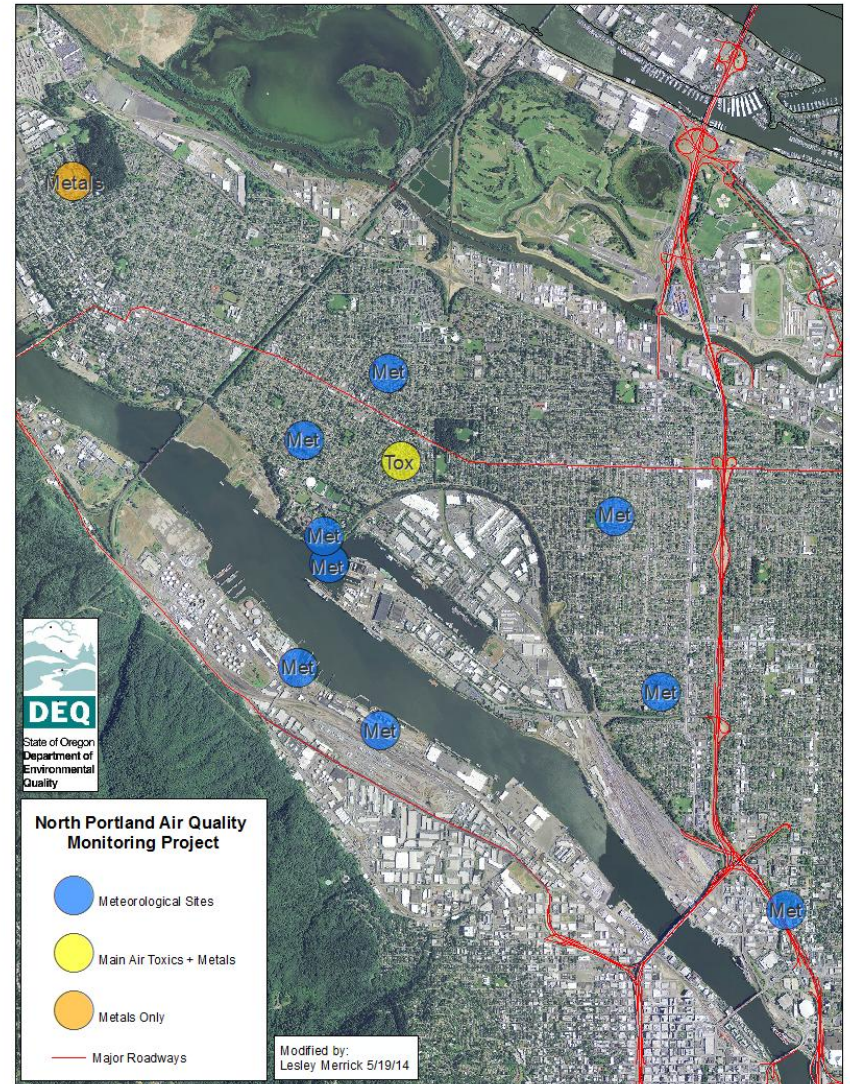 Metals
Met
Met
Tox
Met
Met
Met
Met
Met
Met
Met
DEQ
State of Oregon
Department of
Environmental
Quality
North Portland Air Quality
Monitoring Project
Meteorological Sites
Main Air Toxics + Metals
Metals Only
Major Roadways
Modified by:
Lesley Merrick 5/19/14